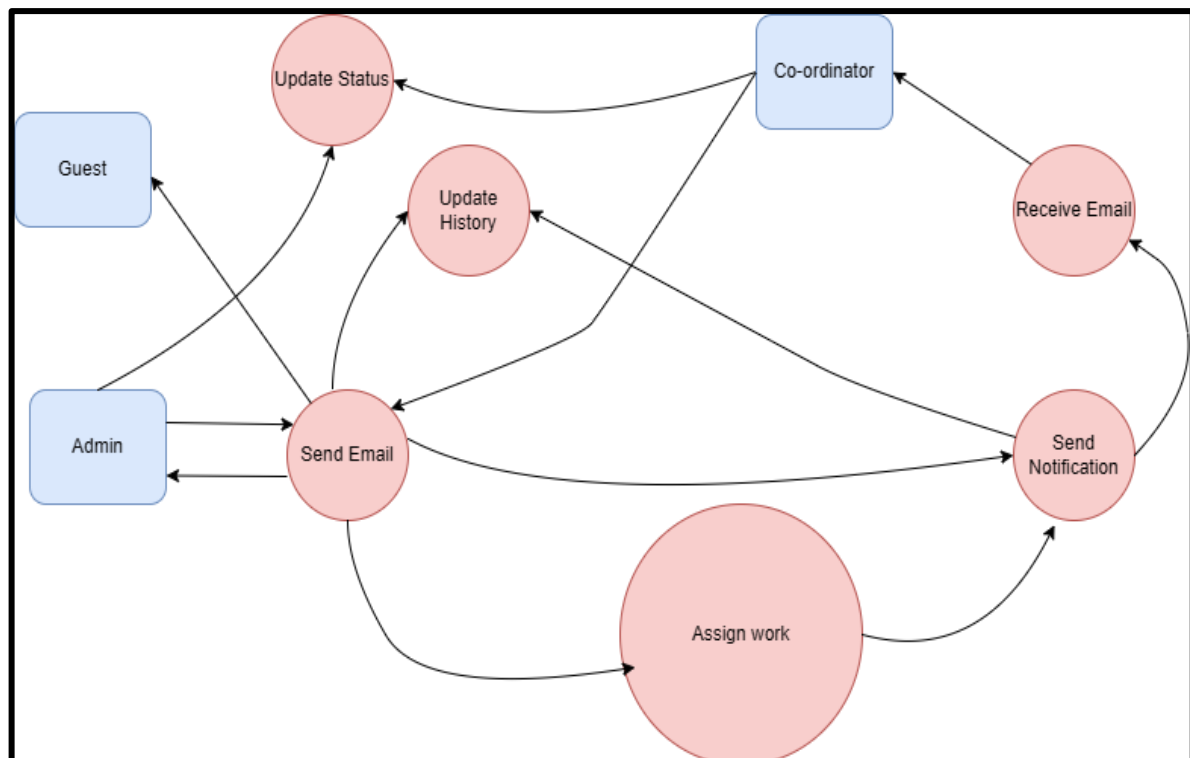 Update Status
Co-ordinator
Guest
Update
History
Receive Email
Admin
Send Email
Send
Notification
Assign work